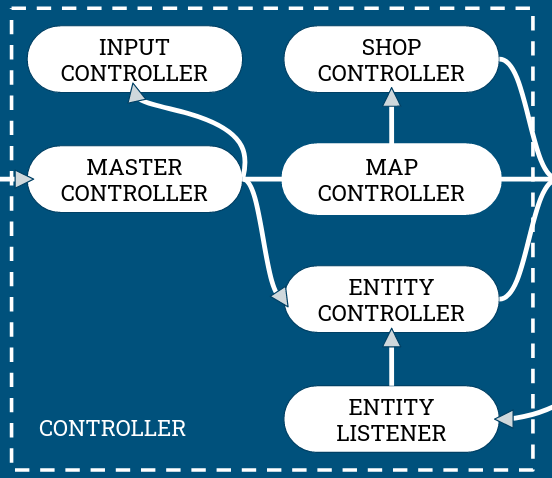 INPUT
CONTROLLER
SHOP
CONTROLLER
MASTER
CONTROLLER
MAP
CONTROLLER
ENTITY
CONTROLLER
ENTITY
LISTENER
CONTROLLER